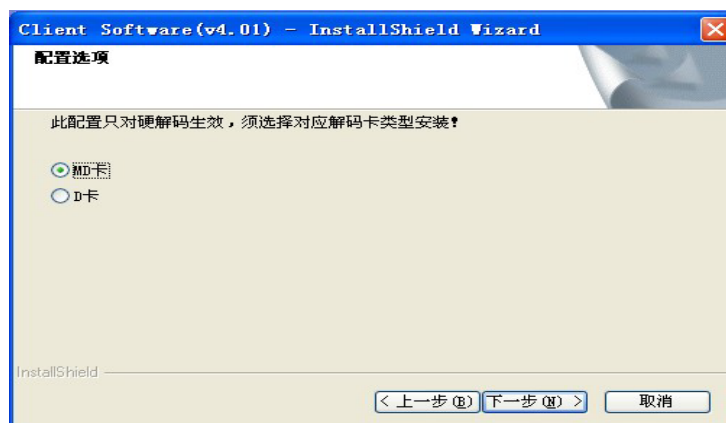 Client Software(v4.01) - InstallShield Wizard
配置选项
此配置只对硬解码生效，须选择对应解码卡类型安装!
MD卡
D卡
InstallShield
< 上一步(B) 下一步(N) > 取消